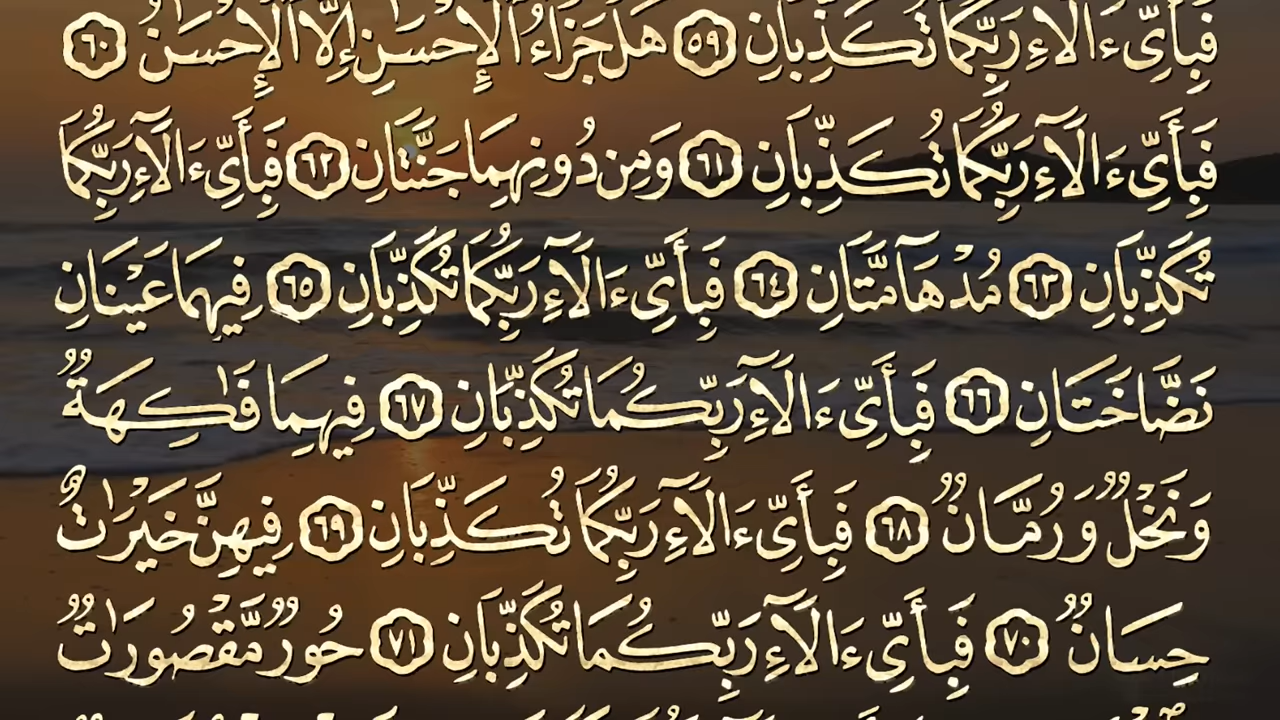 فَبِأَيِّ ءَالَآءِ رَبِّكُمَا تُكَذِّبَانِ ٥٩ هَلْ جَزَآءُ الْإِحْسَٰنِ إِلَّا الْإِحْسَٰنُ ٦٠
فَبِأَيِّ ءَالَآءِ رَبِّكُمَا تُكَذِّبَانِ ٦١ وَمِن دُونِهِمَا جَنَّتَانِ ٦٢ فَبِأَيِّ ءَالَآءِ رَبِّكُمَا
تُكَذِّبَانِ ٦٣ مُدْهَآمَّتَانِ ٦٤ فَبِأَيِّ ءَالَآءِ رَبِّكُمَا تُكَذِّبَانِ ٦٥ فِيهِمَا عَيْنَانِ
نَضَّاخَتَانِ ٦٦ فَبِأَيِّ ءَالَآءِ رَبِّكُمَا تُكَذِّبَانِ ٦٧ فِيهِمَا فَٰكِهَةٌ
وَنَخْلٌ وَرُمَّانٌ ٦٨ فَبِأَيِّ ءَالَآءِ رَبِّكُمَا تُكَذِّبَانِ ٦٩ فِيهِنَّ خَيْرَٰتٌ
حِسَانٌ ٧٠ فَبِأَيِّ ءَالَآءِ رَبِّكُمَا تُكَذِّبَانِ ٧١ حُورٌ مَّقْصُورَٰتٌ